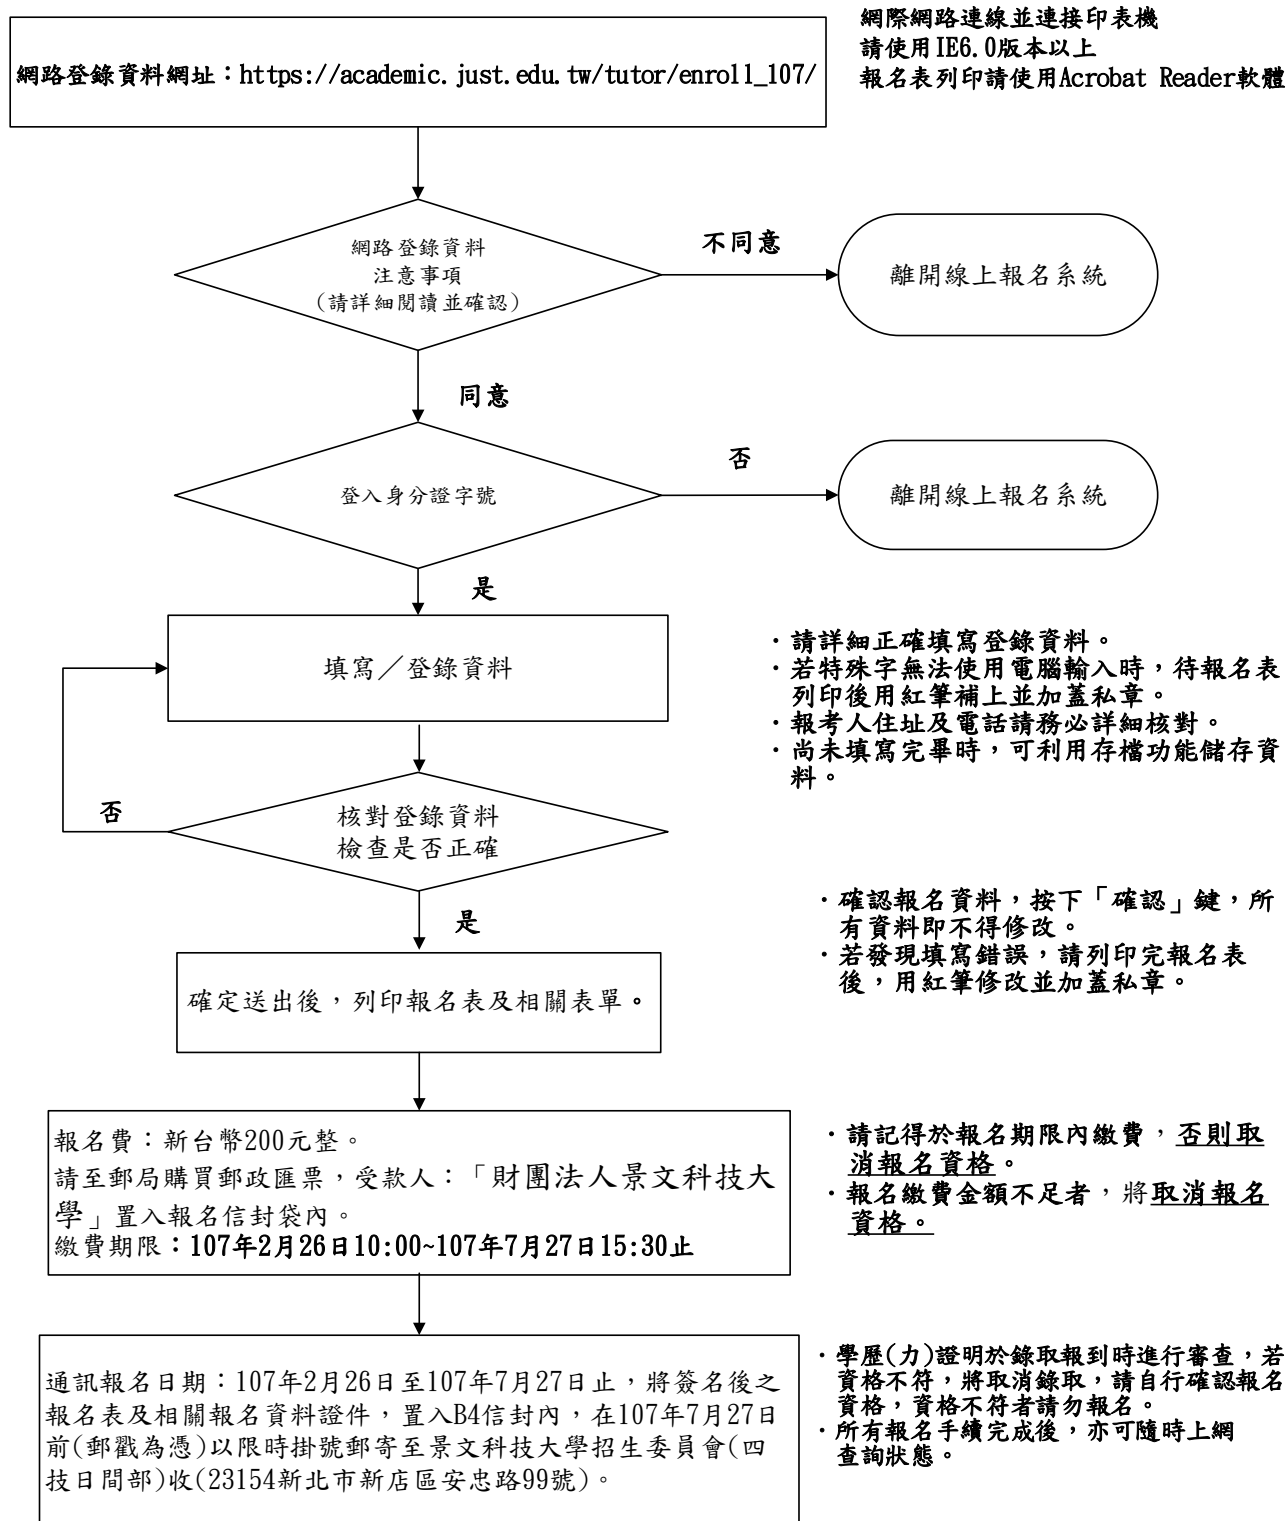 網際網路連線並連接印表機
請使用IE6.0版本以上
報名表列印請使用Acrobat Reader軟體
網路登錄資料網址：https://academic.just.edu.tw/tutor/enroll_107/
網路登錄資料
注意事項
(請詳細閱讀並確認)
不同意
離開線上報名系統
同意
登入身分證字號
否
離開線上報名系統
是
填寫／登錄資料
·請詳細正確填寫登錄資料。
·若特殊字無法使用電腦輸入時，待報名表
列印後用紅筆補上並加蓋私章。
·報考人住址及電話請務必詳細核對。
·尚未填寫完畢時，可利用存檔功能儲存資
料。
否
核對登錄資料
檢查是否正確
是
·確認報名資料，按下「確認」鍵，所
有資料即不得修改。
·若發現填寫錯誤，請列印完報名表
後，用紅筆修改並加蓋私章。
確定送出後，列印報名表及相關表單。
報名費：新台幣200元整。
請至郵局購買郵政匯票，受款人：「財團法人景文科技大
學」置入報名信封袋內。
繳費期限：107年2月26日10:00~107年7月27日15:30止
·請記得於報名期限內繳費，否則取
消報名資格。
·報名繳費金額不足者，將取消報名
資格。
通訊報名日期：107年2月26日至107年7月27日止，將簽名後之
報名表及相關報名資料證件，置入B4信封內，在107年7月27日
前(郵戳為憑)以限時掛號郵寄至景文科技大學招生委員會(四
技日間部)收(23154新北市新店區安忠路99號)。
·學歷(力)證明於錄取報到時進行審查，若
資格不符，將取消錄取，請自行確認報名
資格，資格不符者請勿報名。
·所有報名手續完成後，亦可隨時上網
查詢狀態。